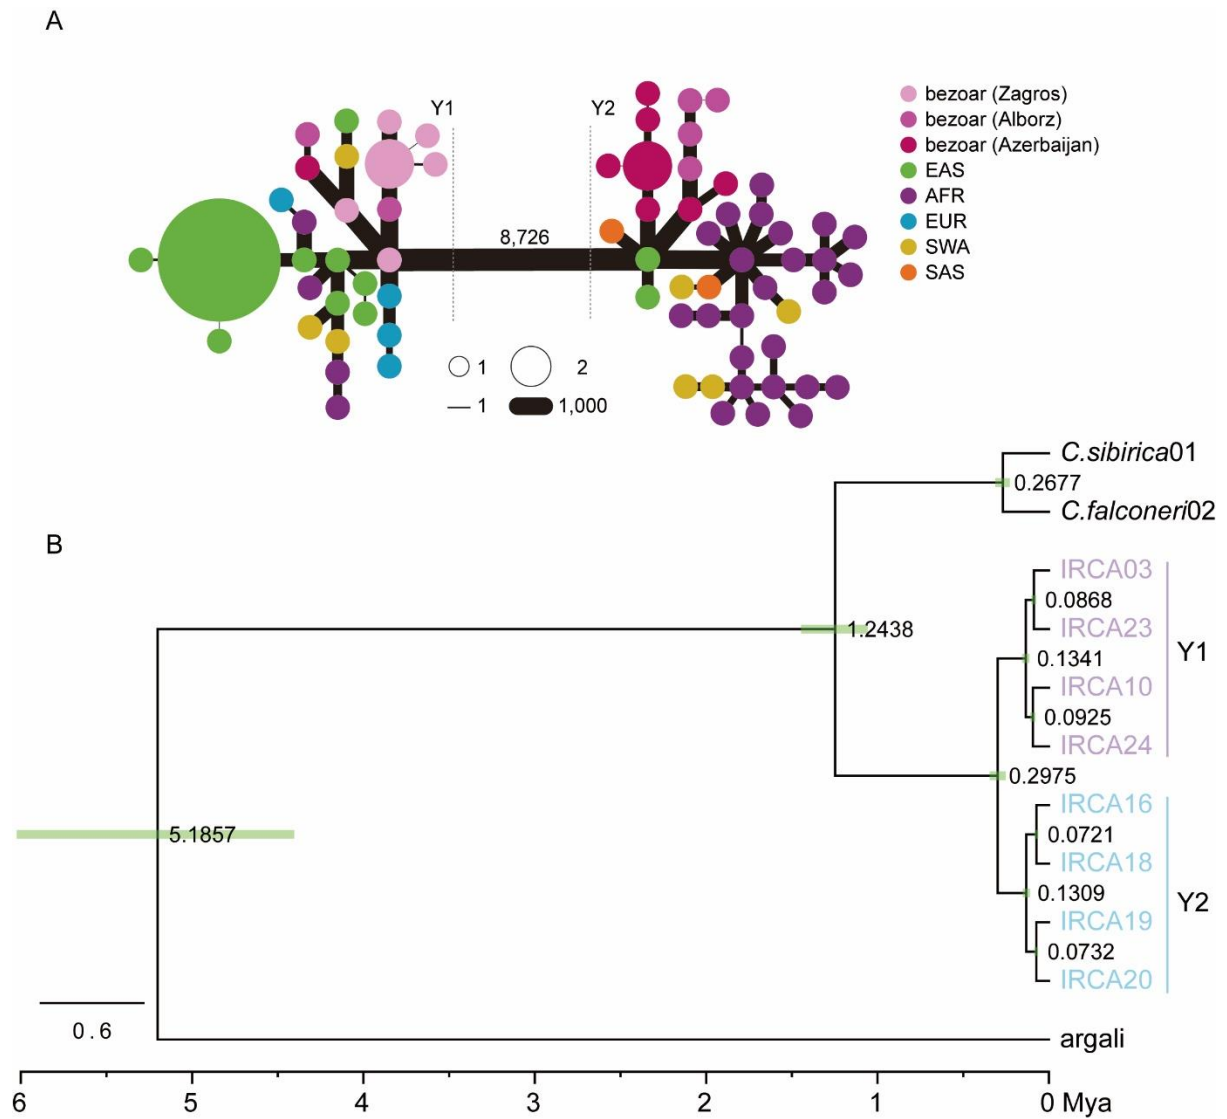 A
Y1
Y2
8,726
1
2
1
1,000
bezoar (Zagros)
bezoar (Alborz)
bezoar (Azerbaijan)
EAS
AFR
EUR
SWA
SAS
B
C.sibirica01
0.2677
C.falconeri02
IRCA03
0.0868
IRCA23
1.2438
0.1341
Y1
IRCA10
0.0925
IRCA24
0.2975
IRCA16
0.0721
5.1857
IRCA18
0.1309
Y2
IRCA19
0.0732
IRCA20
0.6
argali
6 5 4 3 2 1 0 Mya